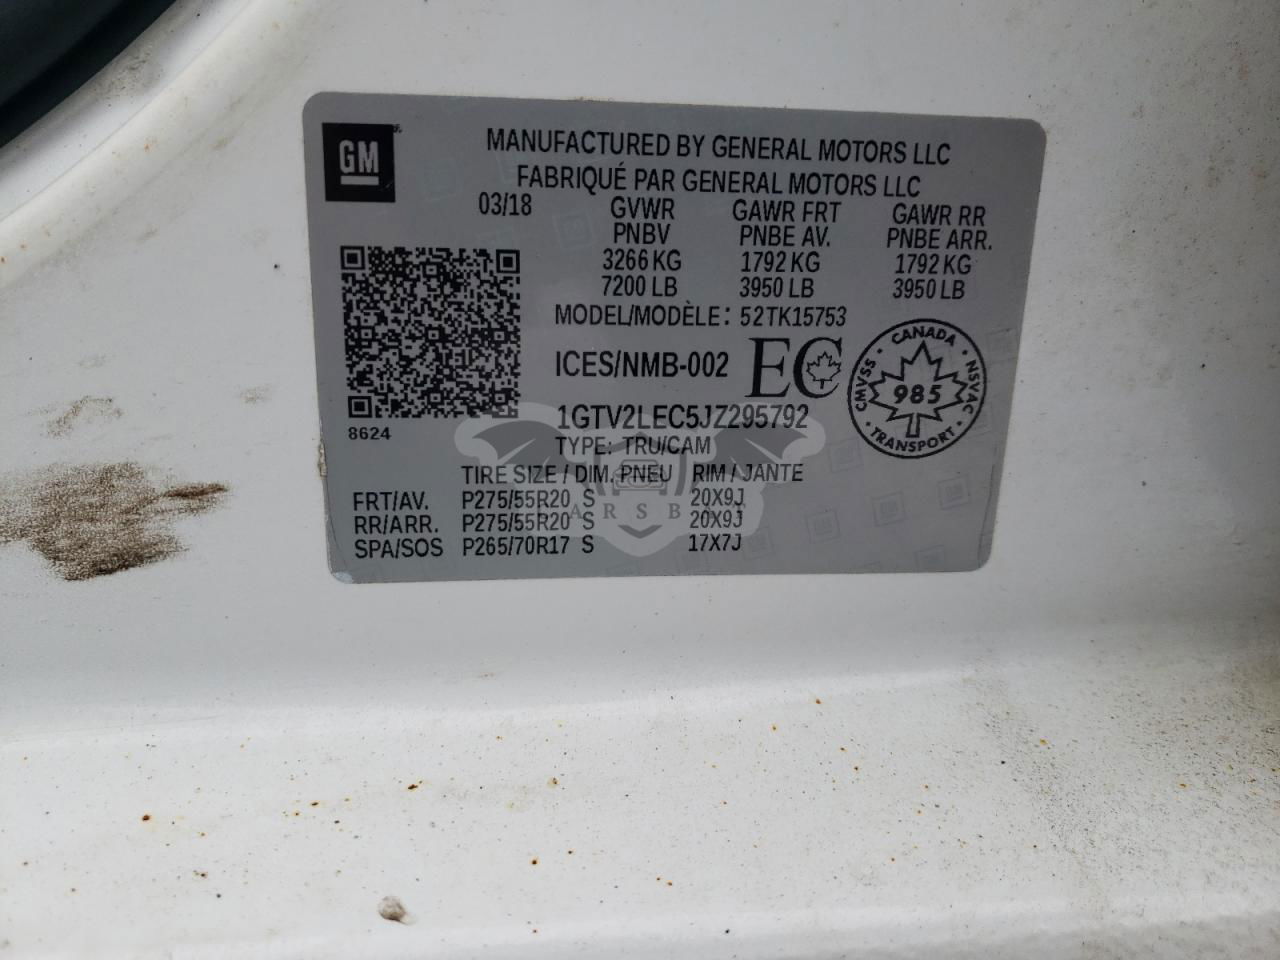 GM
MANUFACTURED BY GENERAL MOTORS LLC
FABRIQUÉ PAR GENERAL MOTORS LLC
03/18 GVWR GAWR FRT GAWR RR
PNBV PNBE AV. PNBE ARR.
3266 KG 1792 KG 1792 KG
7200 LB 3950 LB 3950 LB
MODEL/MODÈLE: 52TK15753
ICES/NMB-002 EC
CANADA
CMVSS 985 NSVAC
TRANSPORT
8624
1GTV2LEC5JZ295792
TYPE: TRU/CAM
TIRE SIZE / DIM. PNEU RIM / JANTE
FRT/AV. P275/55R20 S 20X9J
RR/ARR. P275/55R20 S 20X9J
SPA/SOS P265/70R17 S 17X7J